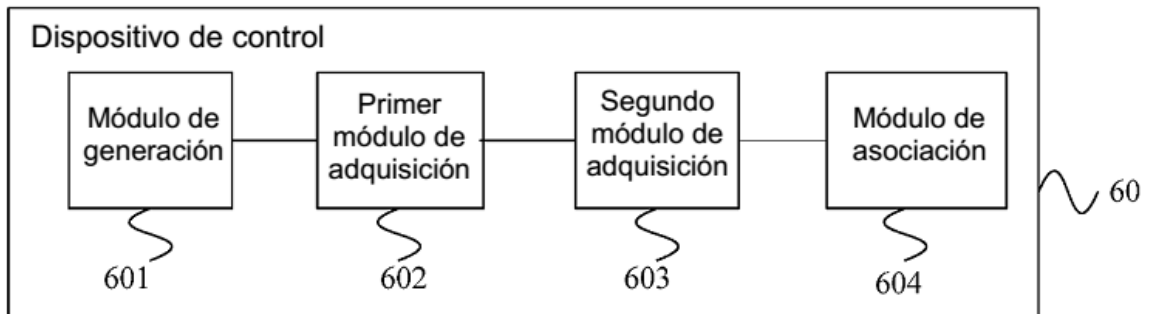 Dispositivo de control
Módulo de
generación
Primer
módulo de
adquisición
Segundo
módulo de
adquisición
Módulo de
asociación
60
601
602
603
604